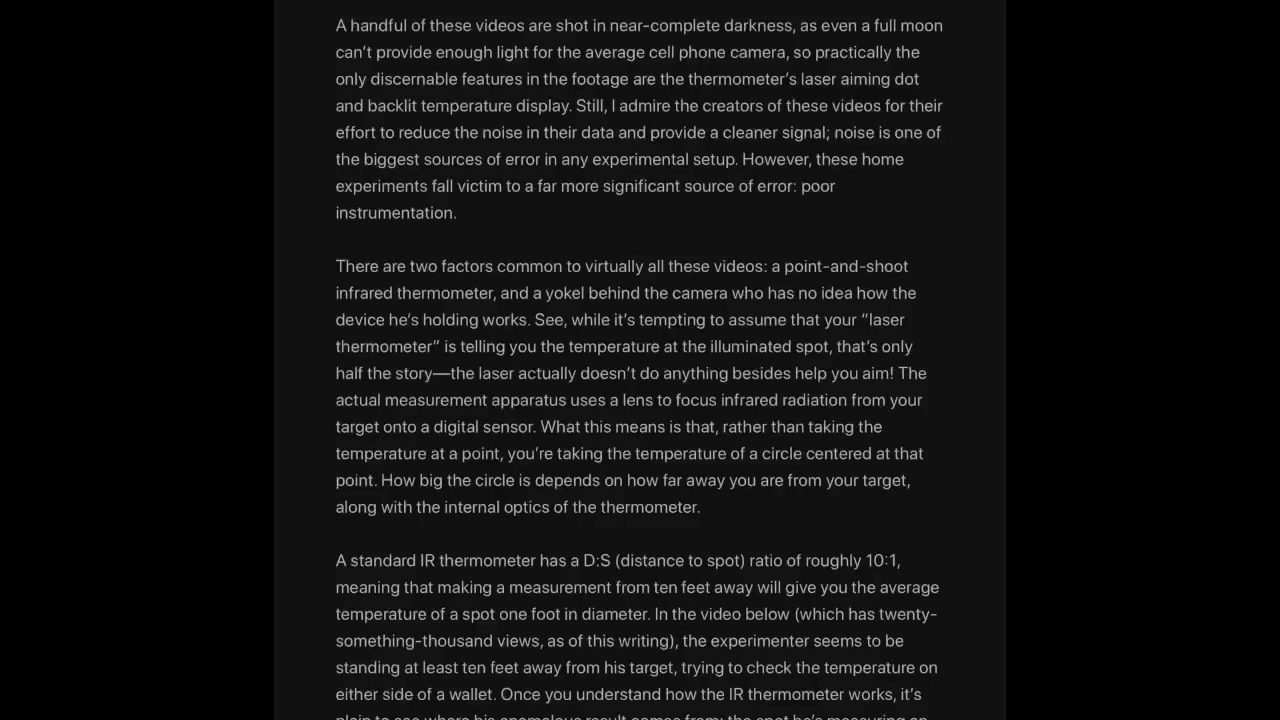 A handful of these videos are shot in near-complete darkness, as even a full moon
can’t provide enough light for the average cell phone camera, so practically the
only discernable features in the footage are the thermometer’s laser aiming dot
and backlit temperature display. Still, I admire the creators of these videos for their
effort to reduce the noise in their data and provide a cleaner signal; noise is one of
the biggest sources of error in any experimental setup. However, these home
experiments fall victim to a far more significant source of error: poor
instrumentation.
There are two factors common to virtually all these videos: a point-and-shoot
infrared thermometer, and a yokel behind the camera who has no idea how the
device he’s holding works. See, while it’s tempting to assume that your “laser
thermometer” is telling you the temperature at the illuminated spot, that’s only
half the story—the laser actually doesn’t do anything besides help you aim! The
actual measurement apparatus uses a lens to focus infrared radiation from your
target onto a digital sensor. What this means is that, rather than taking the
temperature at a point, you’re taking the temperature of a circle centered at that
point. How big the circle is depends on how far away you are from your target,
along with the internal optics of the thermometer.
A standard IR thermometer has a D:S (distance to spot) ratio of roughly 10:1,
meaning that making a measurement from ten feet away will give you the average
temperature of a spot one foot in diameter. In the video below (which has twenty-
something-thousand views, as of this writing), the experimenter seems to be
standing at least ten feet away from his target, trying to check the temperature on
either side of a wallet. Once you understand how the IR thermometer works, it’s
plain to see where his anomalous result comes from: the spot he’s measuring an